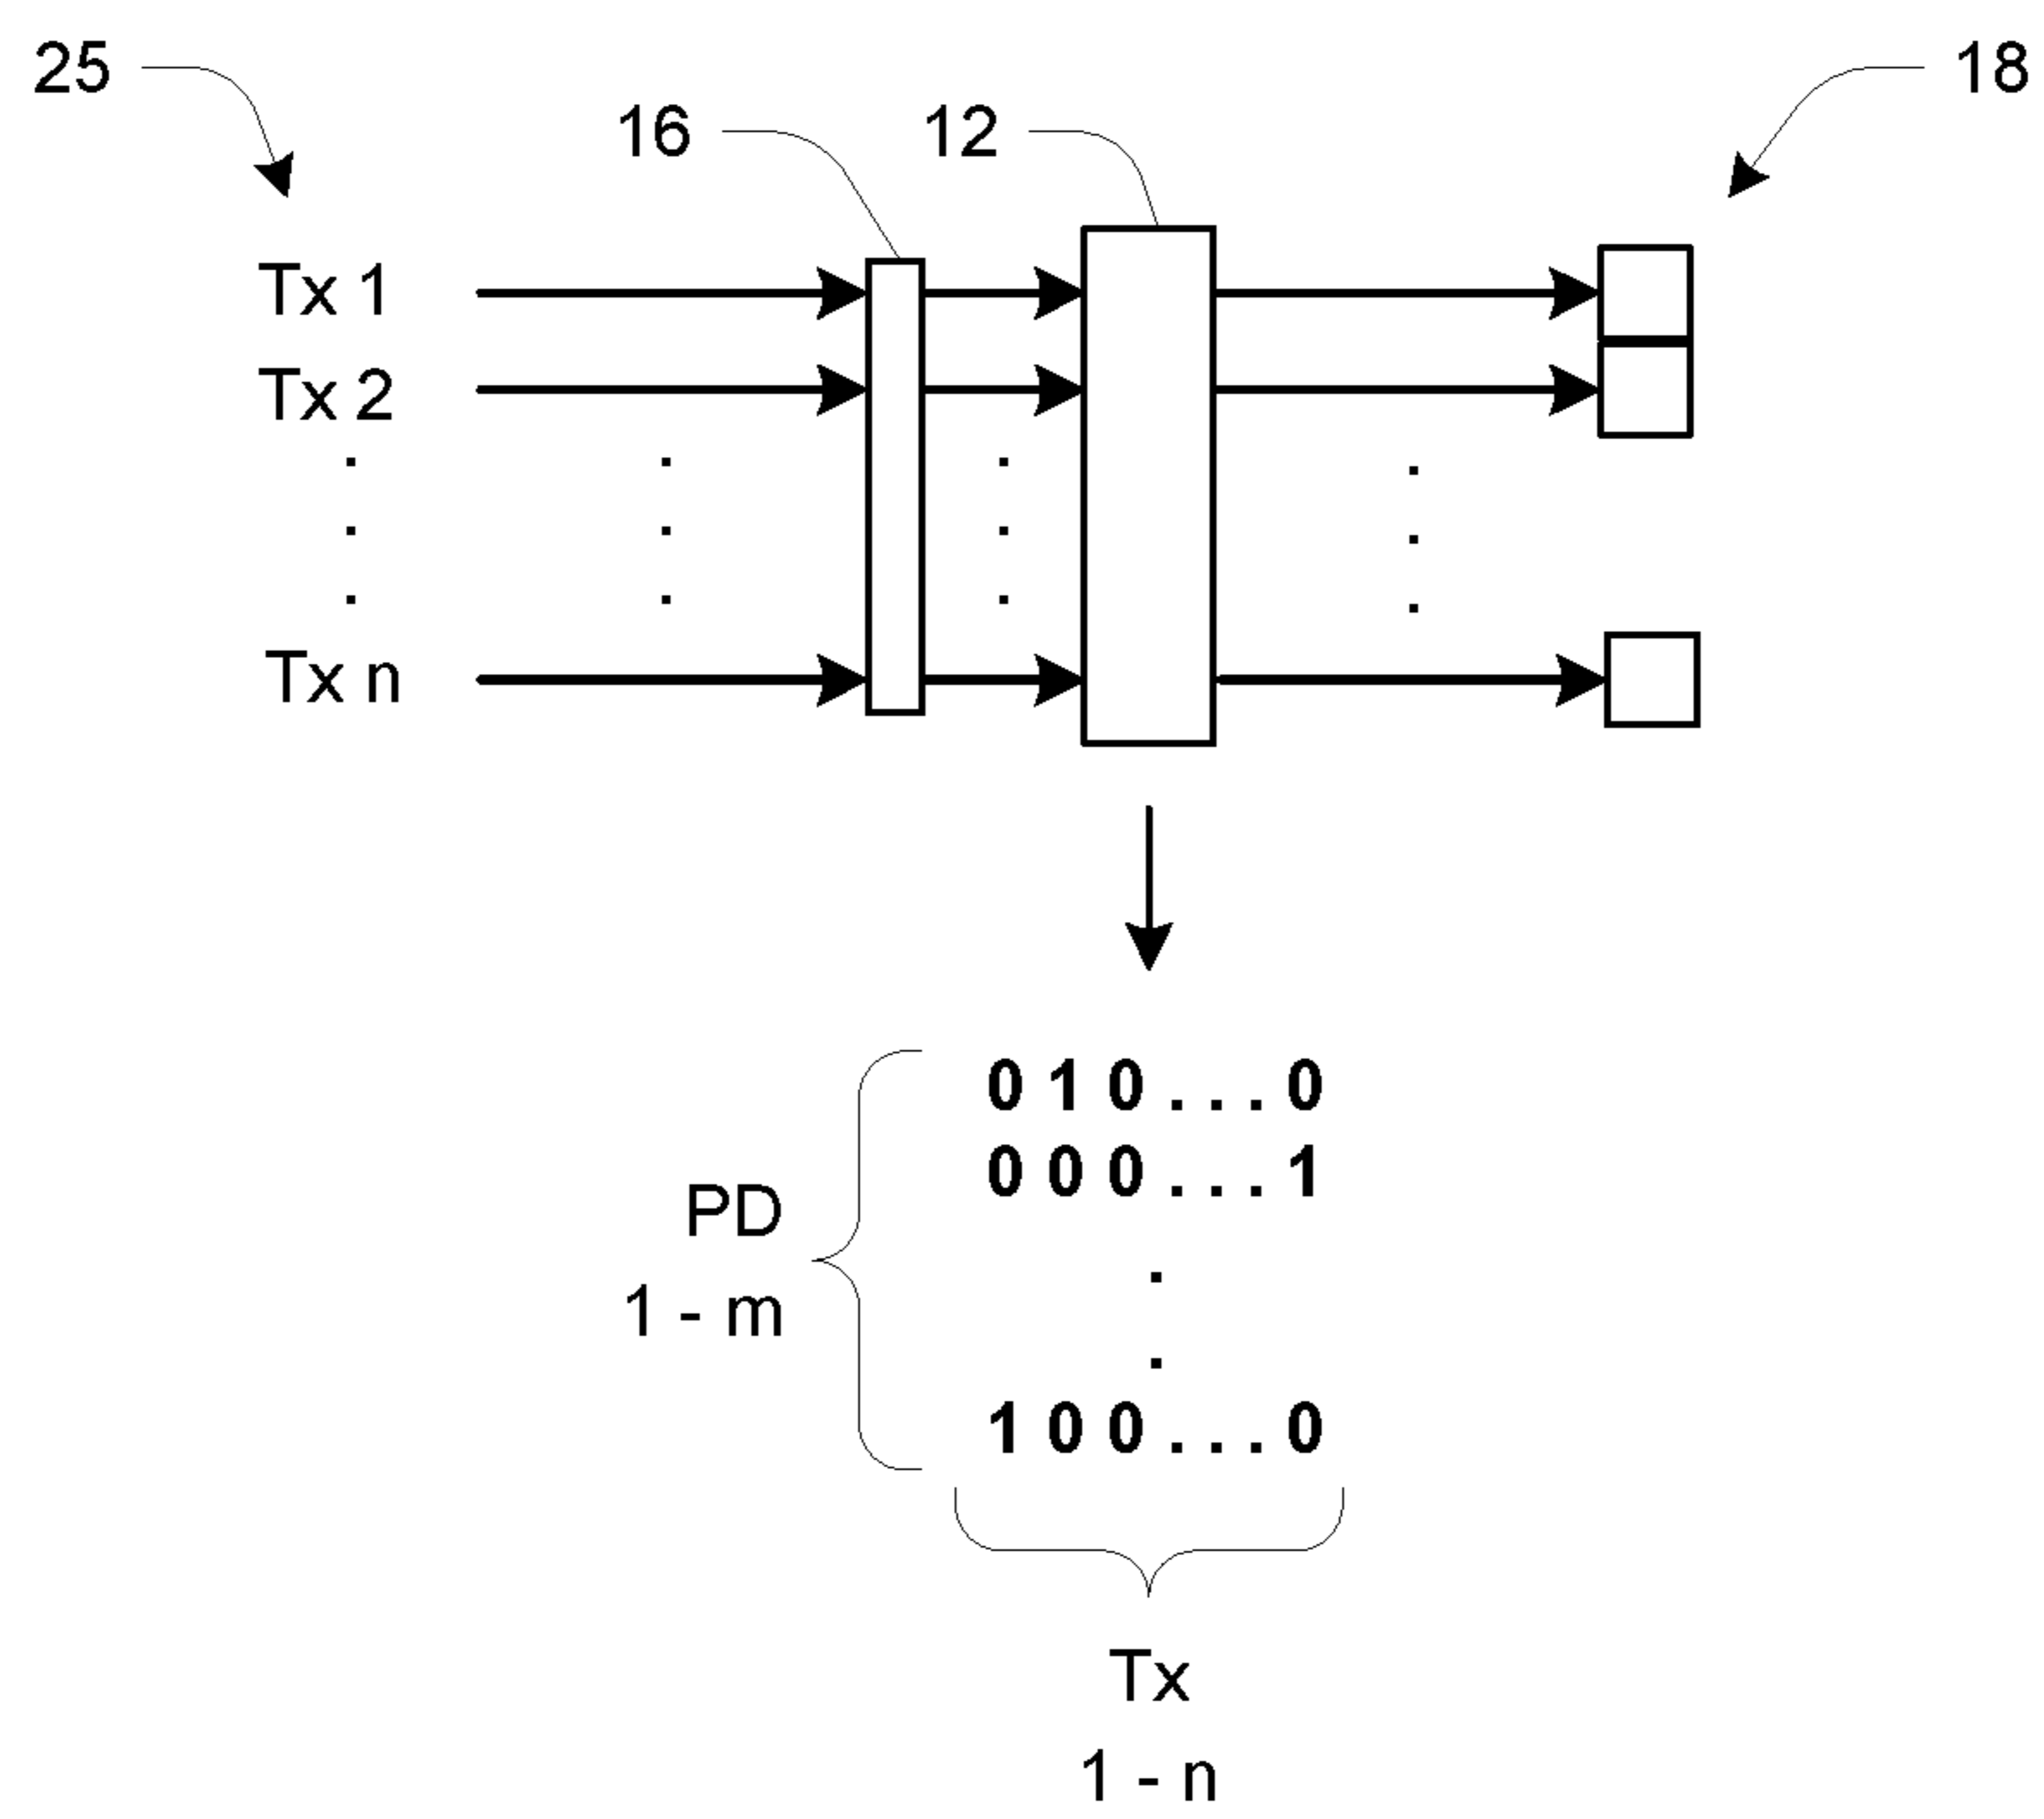 25
18
16
12
Tx 1
Tx 2
.
.
.
Tx n
0 1 0 . . . 0
0 0 0 . . . 1
PD
1 - m
.
.
1 0 0 . . . 0
Tx
1 - n